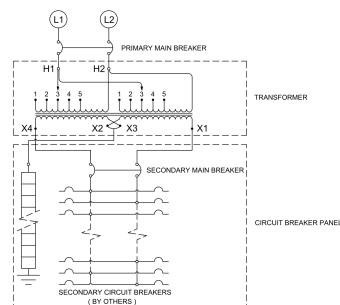 L1 L2
PRIMARY MAIN BREAKER
H1 H2
1 2 3 4 5 1 2 3 4 5
TRANSFORMER
X4 X2 X3 X1
SECONDARY MAIN BREAKER
CIRCUIT BREAKER PANEL
SECONDARY CIRCUIT BREAKERS
( BY OTHERS )